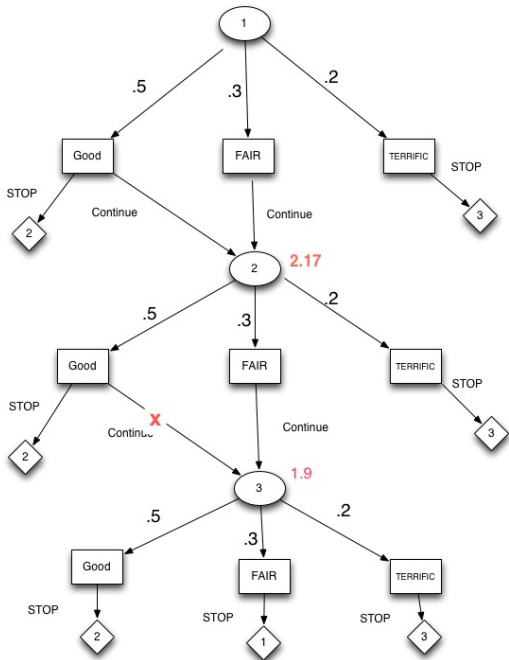 1
.5
.3
.2
Good
FAIR
TERRIFIC
STOP
STOP
Continue
Continue
2
3
2
2.17
.5
.3
.2
Good
FAIR
TERRIFIC
STOP
STOP
X
Continue
Continue
2
3
3
1.9
.5
.3
.2
Good
FAIR
TERRIFIC
STOP
STOP
STOP
2
1
3